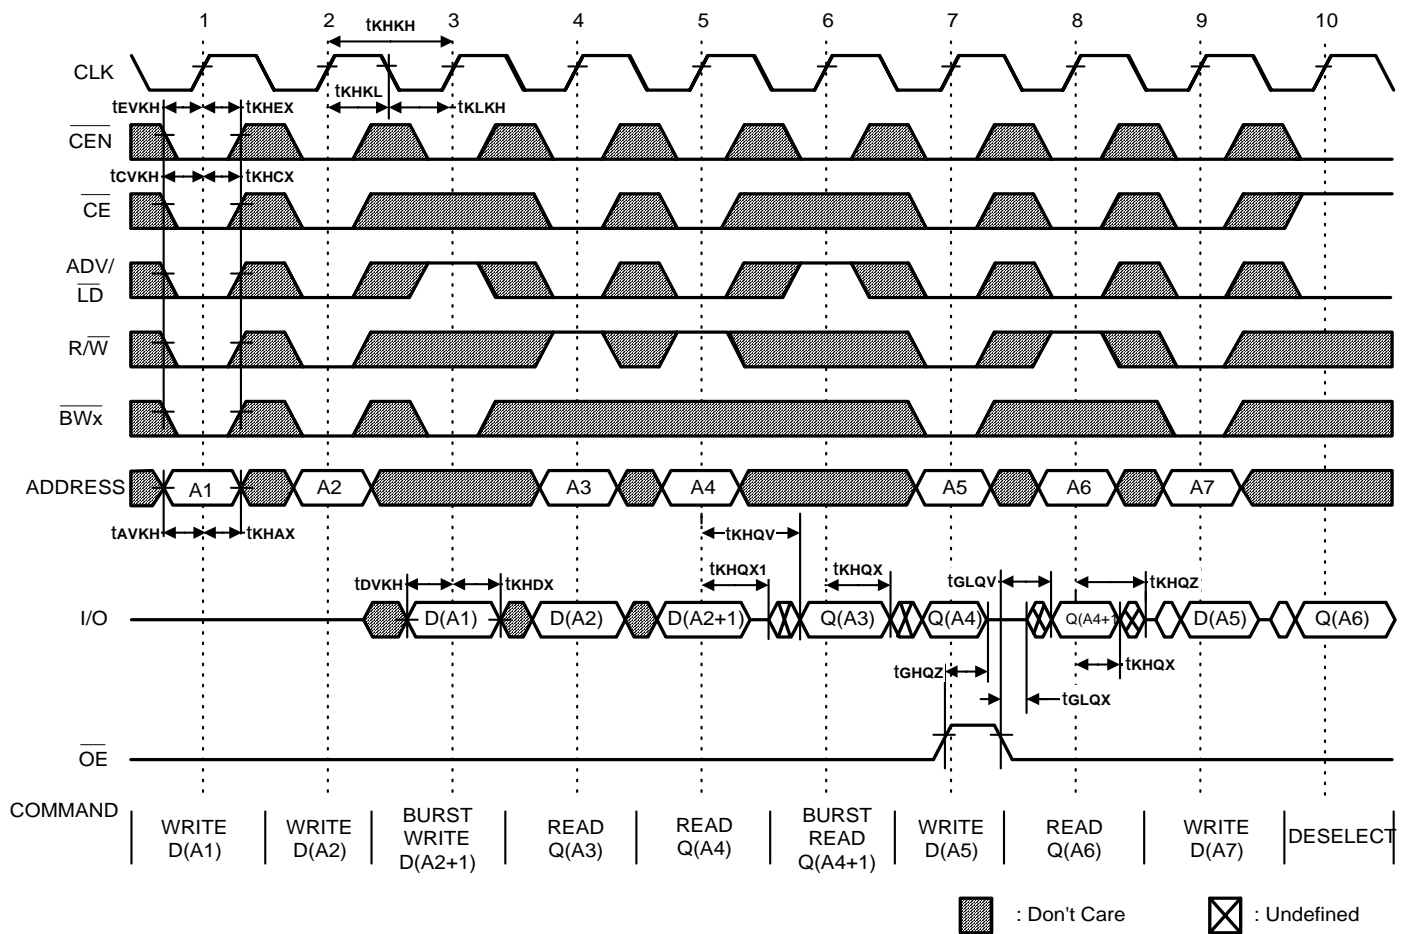 1 2 3 4 5 6 7 8 9 10
tKHKH
CLK
tKHKL tKLKH
tEVKH tKHEX
CEN
tCVKH tKHCX
CE
ADV/
LD
R/W
BWx
ADDRESS A1 A2 A3 A4 A5 A6 A7
tAVKH tKHAX tKHQV
tDVKH tKHDX tKHQX1 tKHQX tGLQV tKHQZ
I/O D(A1) D(A2) D(A2+1) Q(A3) Q(A4) Q(A4+1 D(A5) Q(A6)
tGHQZ tKHQX
tGLQX
OE
COMMAND
WRITE
D(A1)
WRITE
D(A2)
BURST
WRITE
D(A2+1)
READ
Q(A3)
READ
Q(A4)
BURST
READ
Q(A4+1)
WRITE
D(A5)
READ
Q(A6)
WRITE
D(A7)
DESELECT
: Don't Care : Undefined